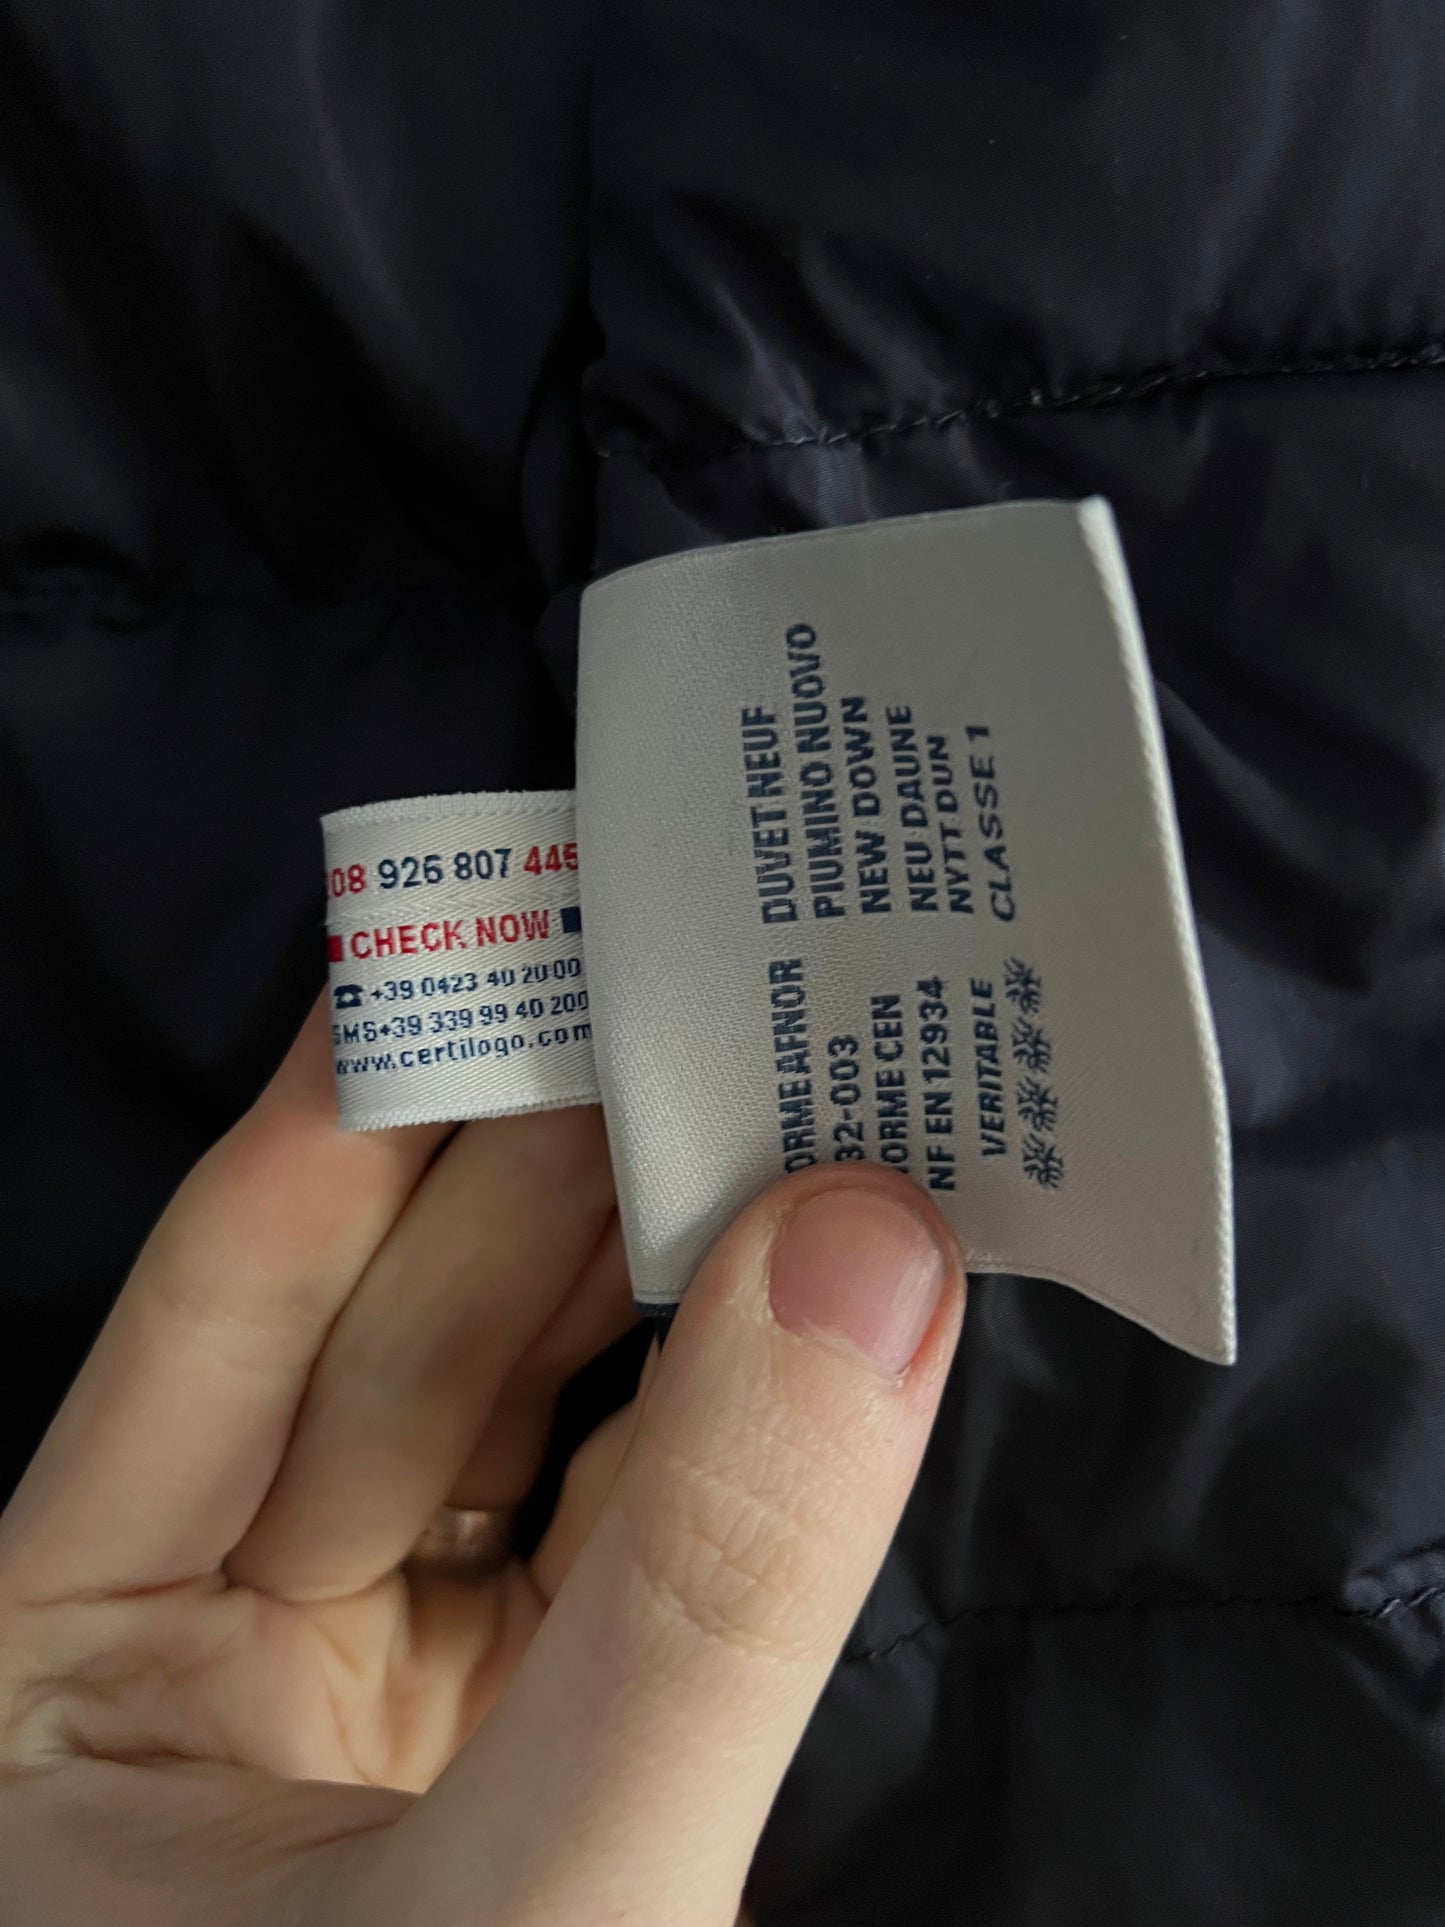 08 926 807 445
CHECK NOW
+39 0423 40 20 00
SMS+39 339 99 40 200
www.certilogo.com
DUVET NEUF
PIUMINO NUOVO
NEW DOWN
NEU DAUNE
NYTT DUN
CLASSE 1
ORME AFNOR
32-003
ORME CEN
NF EN 12934
VERITABLE